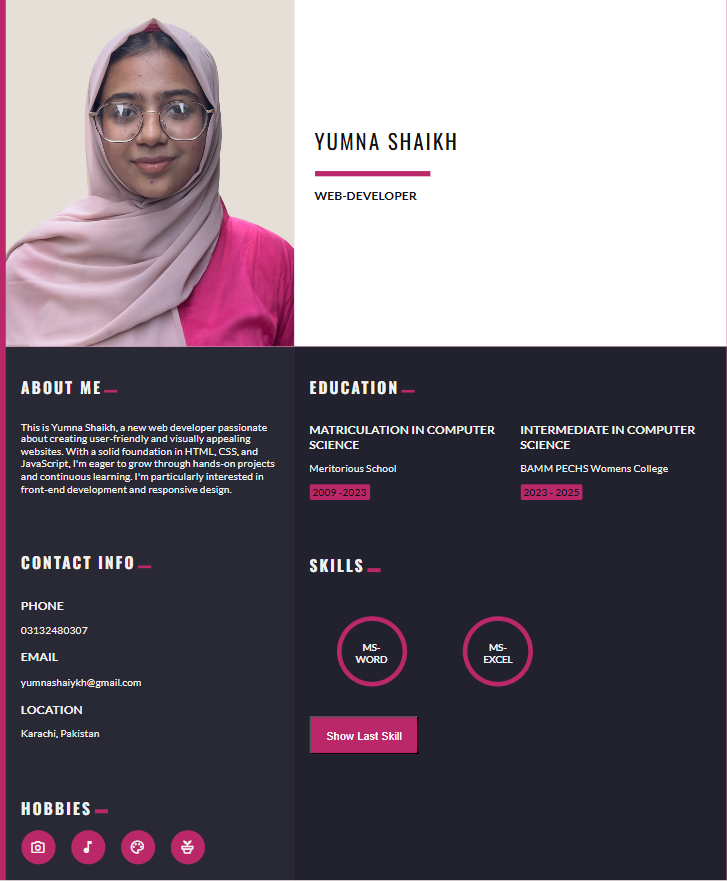 YUMNA SHAIKH
WEB-DEVELOPER
ABOUT ME
This is Yumna Shaikh, a new web developer passionate
about creating user-friendly and visually appealing
websites. With a solid foundation in HTML, CSS, and
JavaScript, I'm eager to grow through hands-on projects
and continuous learning. I'm particularly interested in
front-end development and responsive design.
CONTACT INFO
PHONE
03132480307
EMAIL
yumnashaiykh@gmail.com
LOCATION
Karachi, Pakistan
HOBBIES
EDUCATION
MATRICULATION IN COMPUTER
SCIENCE
Meritorious School
2009 -2023
INTERMEDIATE IN COMPUTER
SCIENCE
BAMM PECHS Womens College
2023 - 2025
SKILLS
MS-
WORD
MS-
EXCEL
Show Last Skill